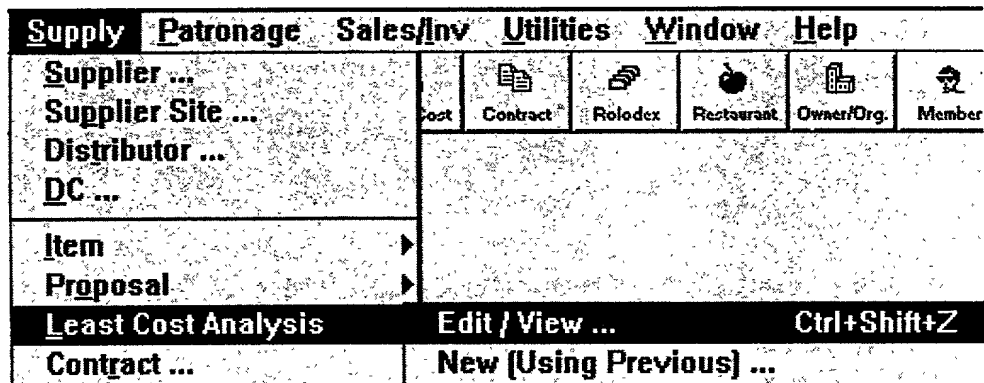 Supply Patronage Sales/Inv Utilities Window Help
Supplier ...
Supplier Site ...
Distributor ...
DC ...
Cost Contract Rolodex Restaurant Owner/Org. Member
Item
Proposal
Least Cost Analysis Edit / View ... Ctrl+Shift+Z
Contract ... New (Using Previous) ...